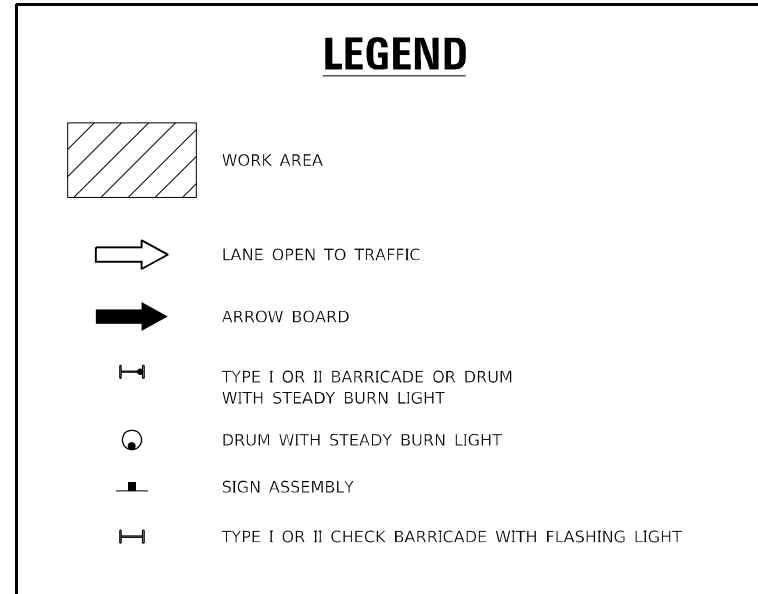 LEGEND
WORK AREA
LANE OPEN TO TRAFFIC
ARROW BOARD
TYPE I OR II BARRICADE OR DRUM
WITH STEADY BURN LIGHT
DRUM WITH STEADY BURN LIGHT
SIGN ASSEMBLY
TYPE I OR II CHECK BARRICADE WITH FLASHING LIGHT